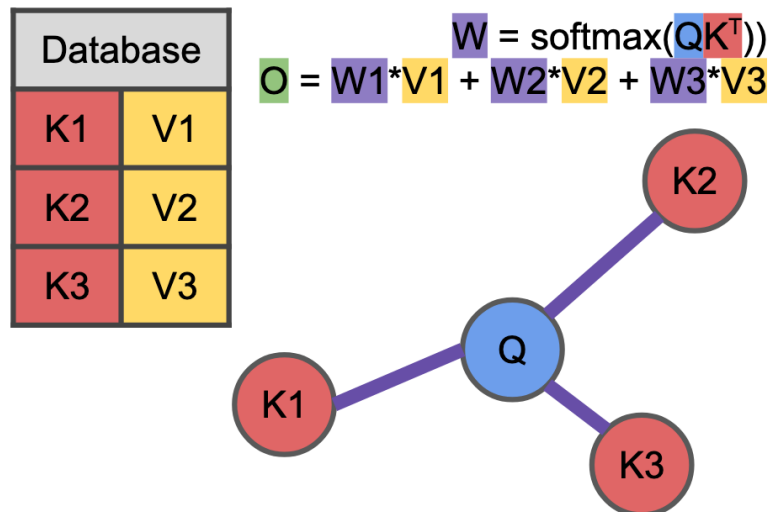 Database
K1 V1
K2 V2
K3 V3
W = softmax(QKᵀ))
O = W1*V1 + W2*V2 + W3*V3
K2
Q
K1
K3